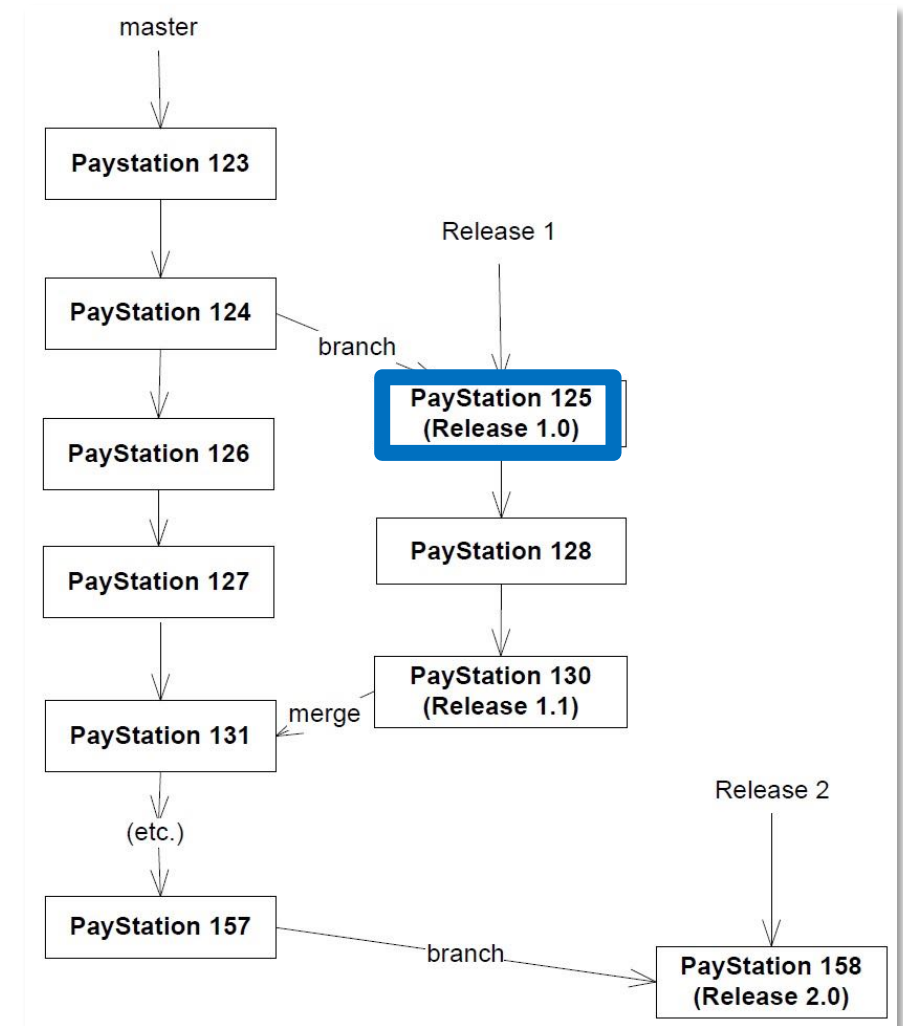 master
Paystation 123
Release 1
PayStation 124
branch
PayStation 125
(Release 1.0)
PayStation 126
PayStation 128
PayStation 127
PayStation 130
(Release 1.1)
merge
PayStation 131
Release 2
(etc.)
PayStation 157
branch
PayStation 158
(Release 2.0)